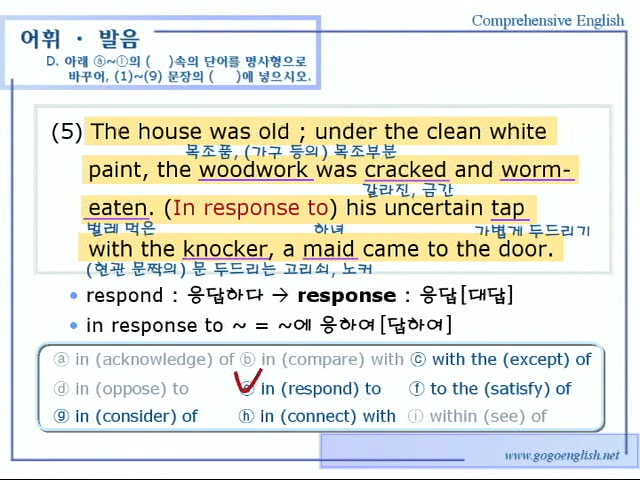 Comprehensive English
어휘 · 발음
D. 아래 ⓐ~ⓘ의 ( )속의 단어를 명사형으로
바꾸어, (1)~(9) 문장의 ( )에 넣으시오.
(5) The house was old ; under the clean white
목조품, (가구 등의) 목조부분
paint, the woodwork was cracked and worm-
갈라진, 금간
eaten. (In response to) his uncertain tap
벌레 먹은 하녀 가볍게 두드리기
with the knocker, a maid came to the door.
(현관 문짝의) 문 두드리는 고리쇠, 노커
• respond : 응답하다 → response : 응답[대답]
• in response to ~ = ~에 응하여[답하여]
ⓐ in (acknowledge) of ⓑ in (compare) with ⓒ with the (except) of
ⓓ in (oppose) to ⓔ in (respond) to ⓕ to the (satisfy) of
ⓖ in (consider) of ⓗ in (connect) with ⓘ within (see) of
www.gogoenglish.net